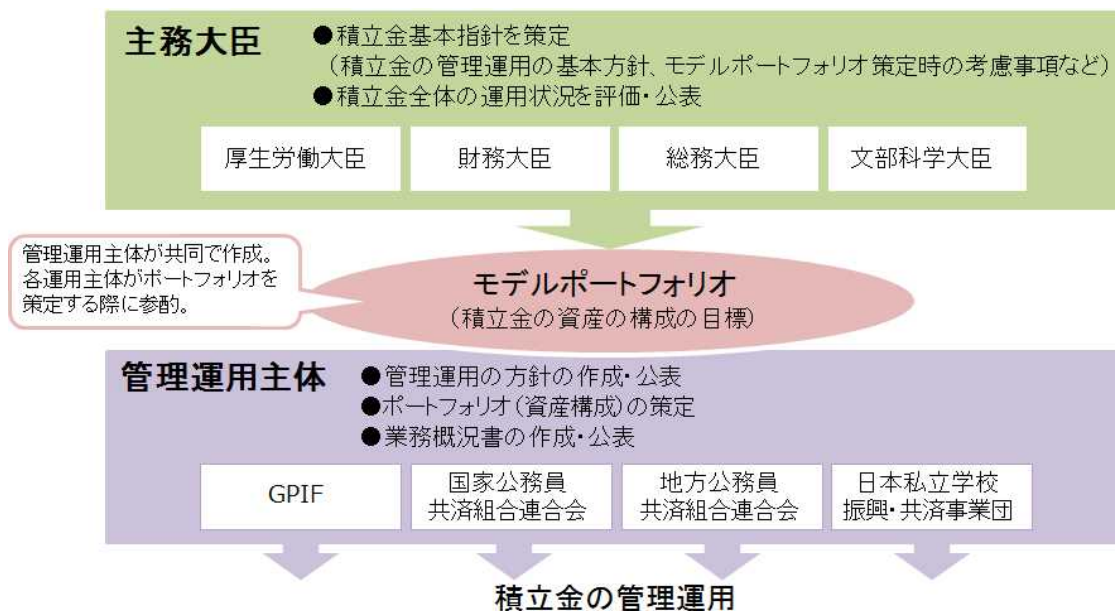 主務大臣
●積立金基本指針を策定
（積立金の管理運用の基本方針、モデルポートフォリオ策定時の考慮事項など）
●積立金全体の運用状況を評価・公表
厚生労働大臣
財務大臣
総務大臣
文部科学大臣
管理運用主体が共同で作成。
各運用主体がポートフォリオを
策定する際に参酌。
モデルポートフォリオ
（積立金の資産の構成の目標）
管理運用主体
●管理運用の方針の作成・公表
●ポートフォリオ（資産構成）の策定
●業務概況書の作成・公表
GPIF
国家公務員
共済組合連合会
地方公務員
共済組合連合会
日本私立学校
振興・共済事業団
積立金の管理運用